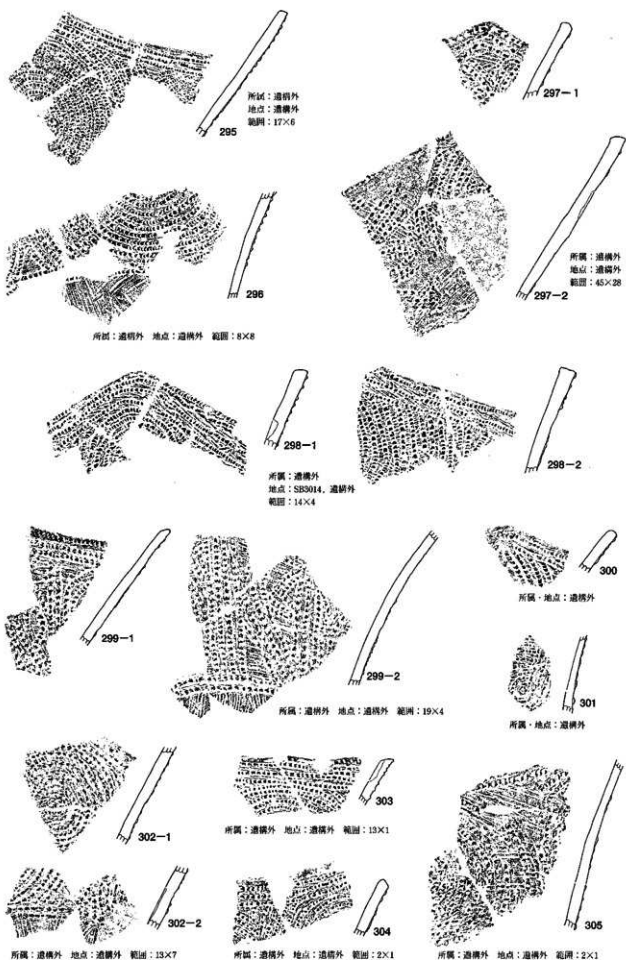 295
所属：遺構外
地点：遺構外
範囲：17×6
297−1
296
所属：遺構外 地点：遺構外 範囲：8×8
297−2
所属：遺構外
地点：遺構外
範囲：45×28
298−1
所属：遺構外
地点：SB3014, 遺構外
範囲：14×4
298−2
299−1
299−2
所属：遺構外 地点：遺構外 範囲：19×4
300
所属・地点：遺構外
301
所属・地点：遺構外
302−1
303
所属：遺構外 地点：遺構外 範囲：13×1
302−2
所属：遺構外 地点：遺構外 範囲：13×7
304
所属：遺構外 地点：遺構外 範囲：2×1
305
所属：遺構外 地点：遺構外 範囲：2×1